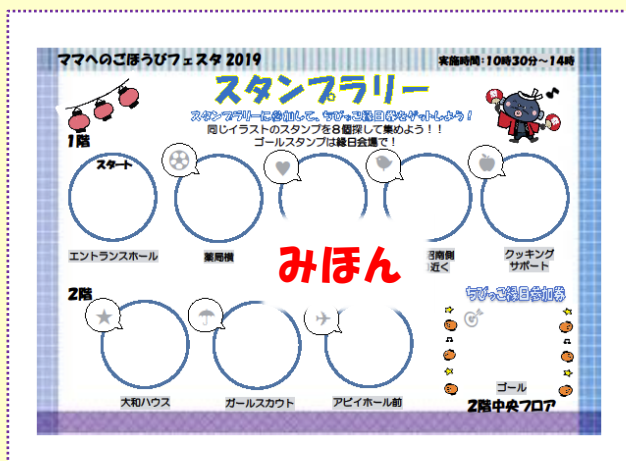 ママへのごほうびフェスタ 2019
実施時間:10時30分~14時
スタンプラリー
スタンプラリーに参加して、ちびっこ縁日券をゲットしよう!
同じイラストのスタンプを8個探して集めよう!!
ゴールスタンプは縁日会場で!
1階
スタート
エントランスホール
薬局横
南側
近く
クッキング
サポート
みほん
2階
ちびっこ縁日参加券
大和ハウス
ガールスカウト
アピイホール前
ゴール
2階中央フロア